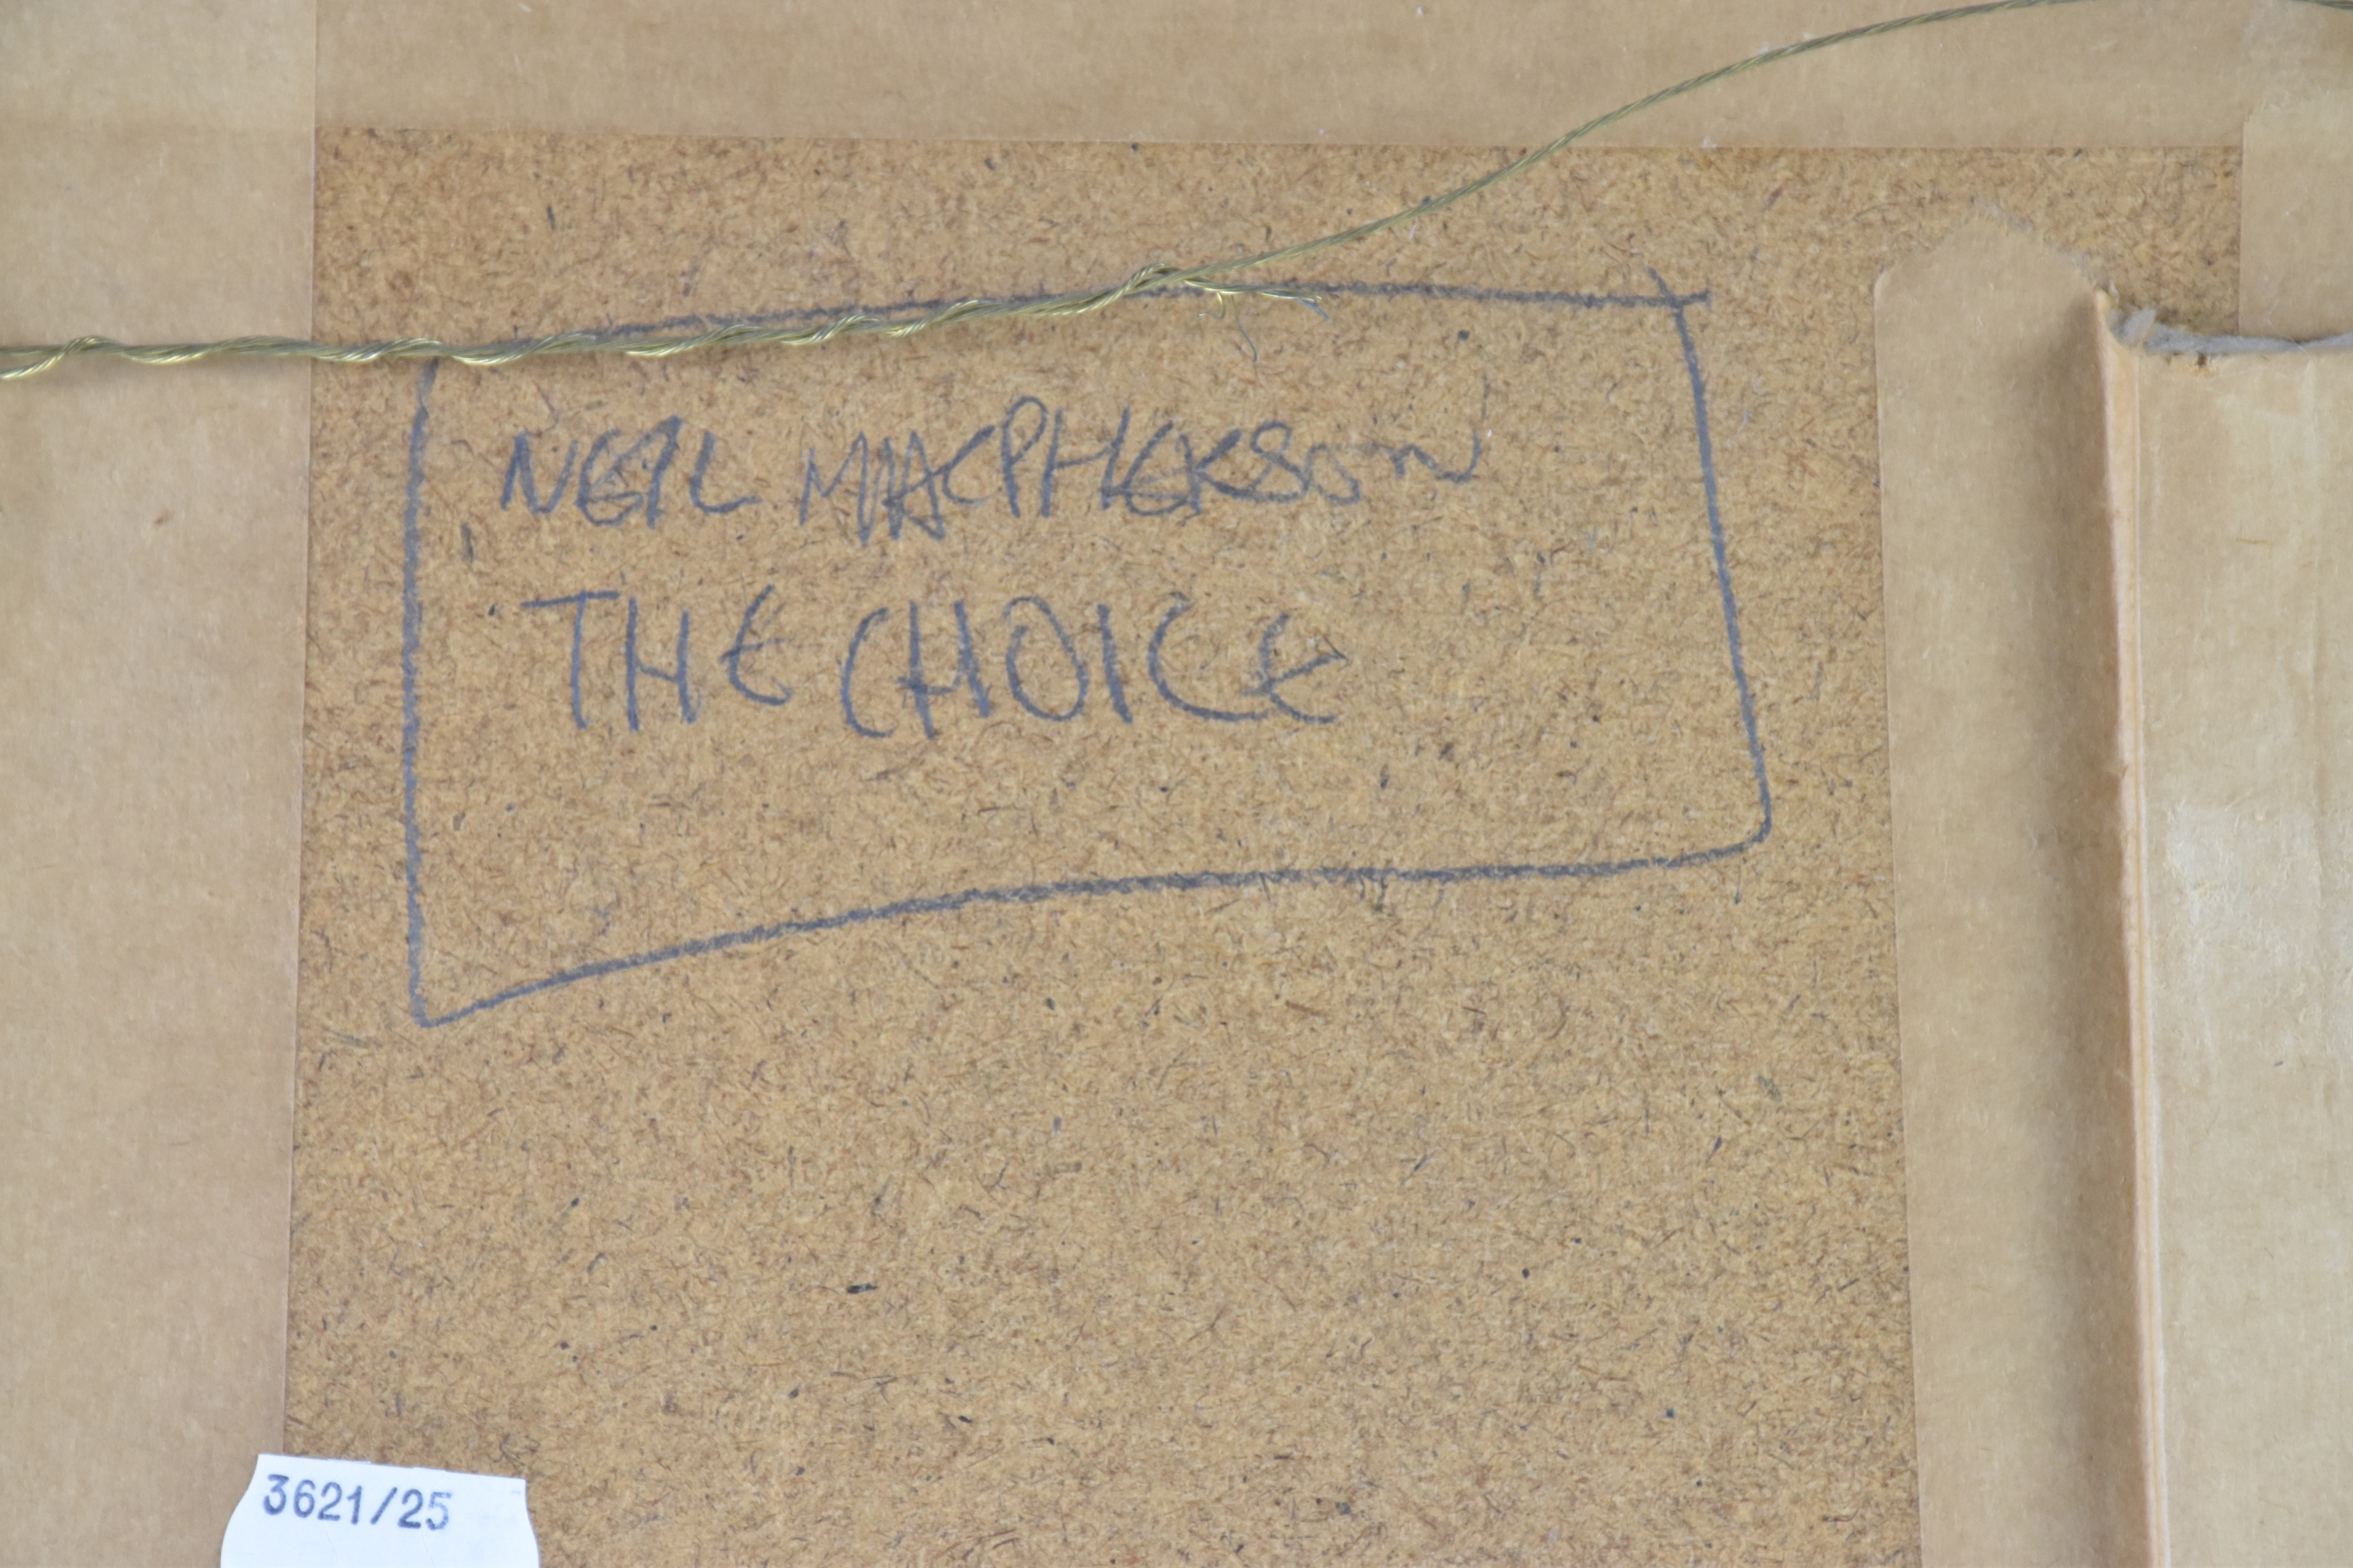 NEIL MACPHERSON
THE CHOICE
3621/25